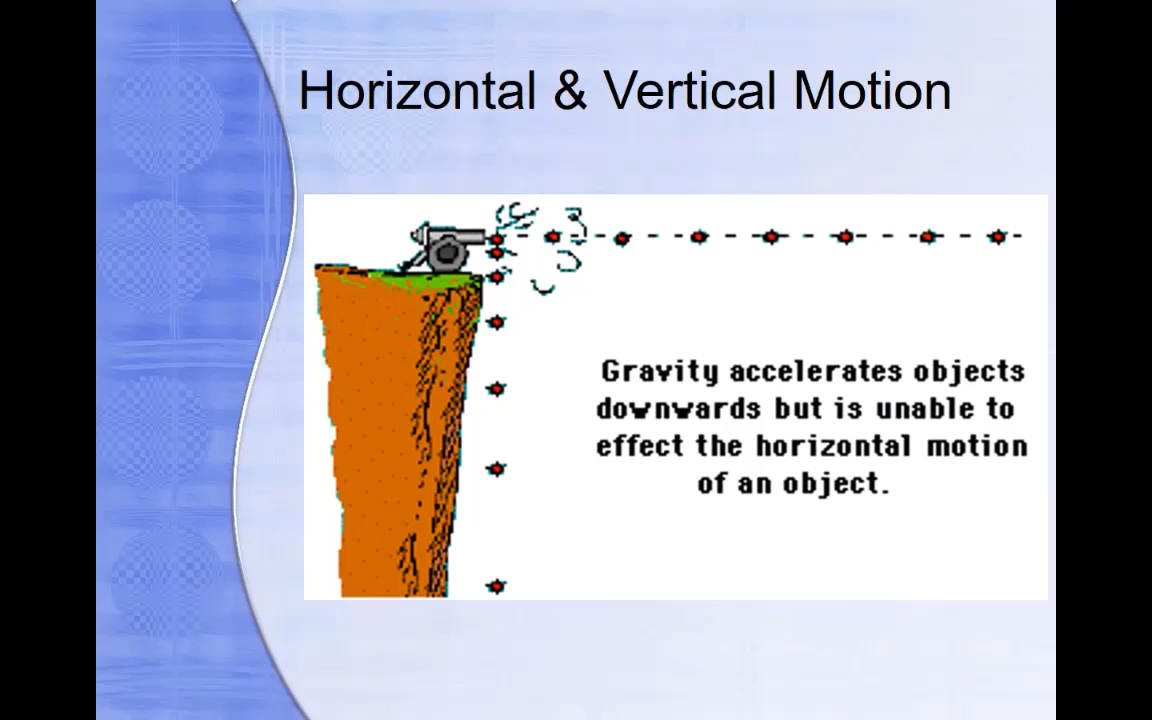 Horizontal & Vertical Motion
Gravity accelerates objects
downwards but is unable to
effect the horizontal motion
of an object.